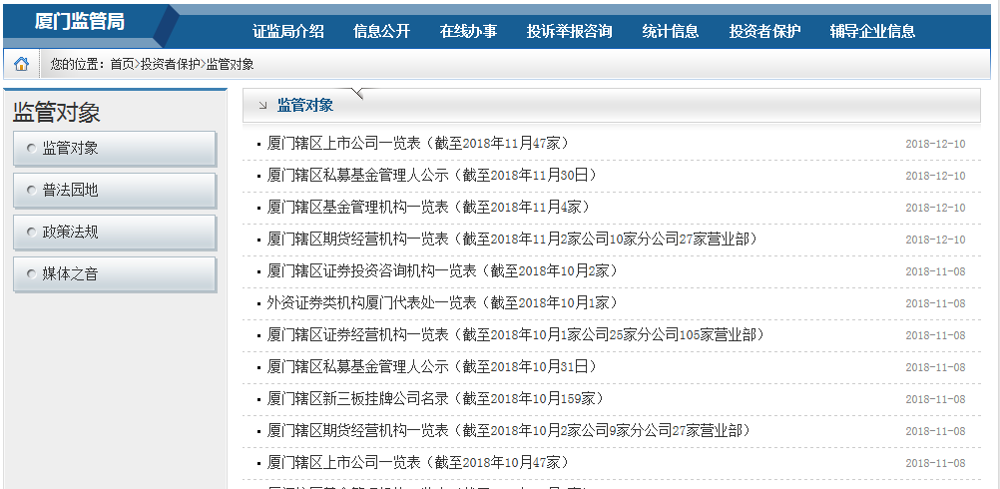 厦门监管局
证监局介绍 信息公开 在线办事 投诉举报咨询 统计信息 投资者保护 辅导企业信息
您的位置：首页>投资者保护>监管对象
监管对象
监管对象
普法园地
政策法规
媒体之音
监管对象
厦门辖区上市公司一览表（截至2018年11月47家） 2018-12-10
厦门辖区私募基金管理人公示（截至2018年11月30日） 2018-12-10
厦门辖区基金管理机构一览表（截至2018年11月4家） 2018-12-10
厦门辖区期货经营机构一览表（截至2018年11月2家公司10家分公司27家营业部） 2018-12-10
厦门辖区证券投资咨询机构一览表（截至2018年10月2家） 2018-11-08
外资证券类机构厦门代表处一览表（截至2018年10月1家） 2018-11-08
厦门辖区证券经营机构一览表（截至2018年10月1家公司25家分公司105家营业部） 2018-11-08
厦门辖区私募基金管理人公示（截至2018年10月31日） 2018-11-08
厦门辖区新三板挂牌公司名录（截至2018年10月159家） 2018-11-08
厦门辖区期货经营机构一览表（截至2018年10月2家公司9家分公司27家营业部） 2018-11-08
厦门辖区上市公司一览表（截至2018年10月47家） 2018-11-08